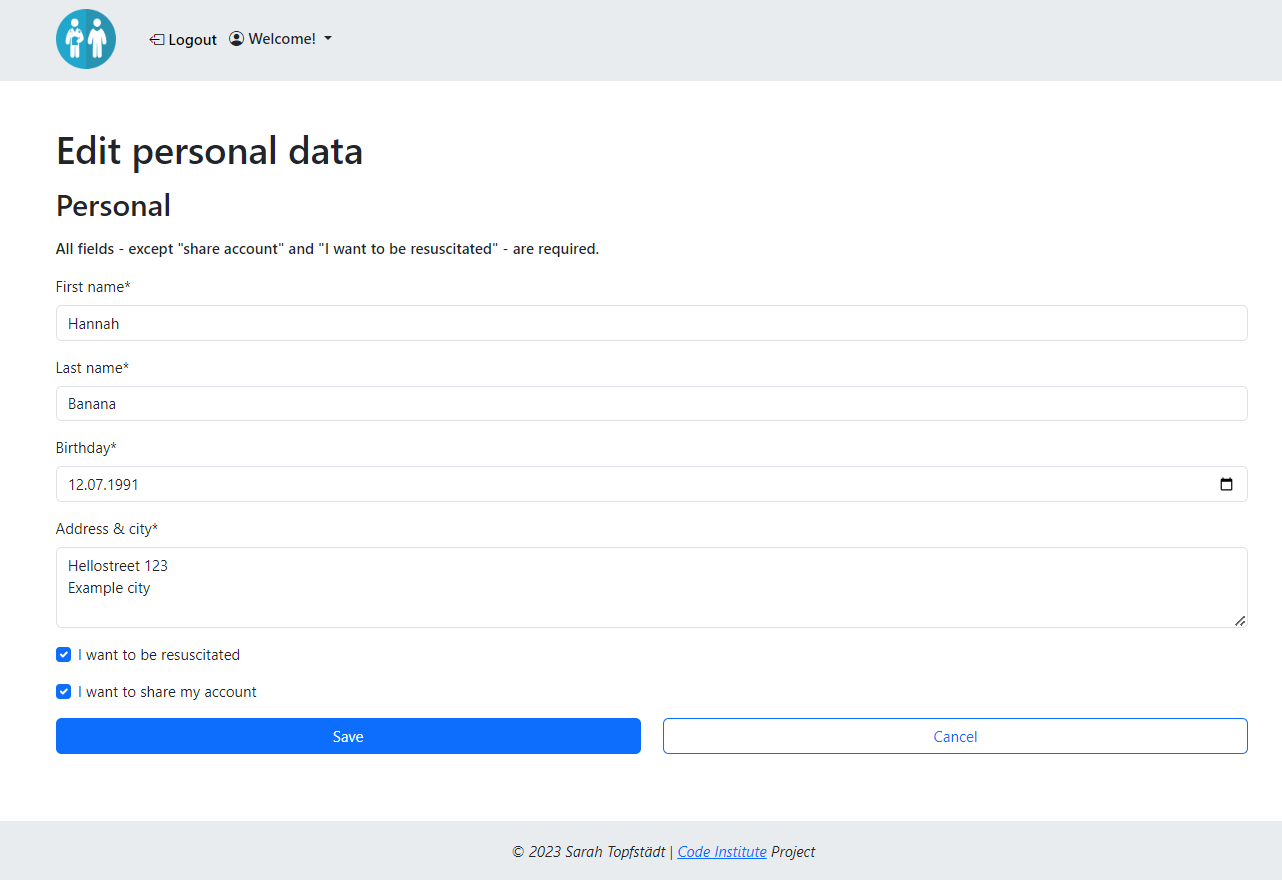 Logout Welcome!
Edit personal data
Personal
All fields - except "share account" and "I want to be resuscitated" - are required.
First name*
Hannah
Last name*
Banana
Birthday*
12.07.1991
Address & city*
Hellostreet 123
Example city
I want to be resuscitated
I want to share my account
Save Cancel
© 2023 Sarah Topfstädt | Code Institute Project